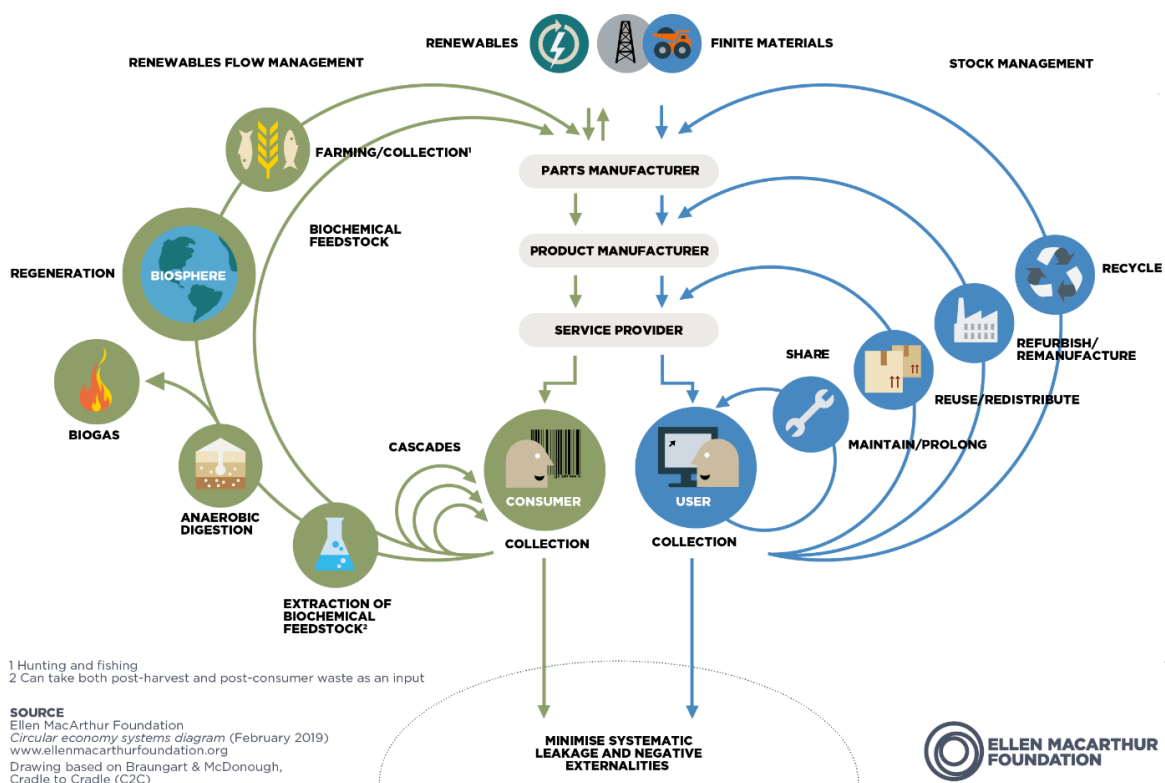 RENEWABLES
FINITE MATERIALS
RENEWABLES FLOW MANAGEMENT
STOCK MANAGEMENT
FARMING/COLLECTION¹
PARTS MANUFACTURER
BIOCHEMICAL
FEEDSTOCK
PRODUCT MANUFACTURER
REGENERATION
BIOSPHERE
RECYCLE
SERVICE PROVIDER
REFURBISH/
REMANUFACTURE
SHARE
REUSE/REDISTRIBUTE
BIOGAS
CASCADES
MAINTAIN/PROLONG
CONSUMER
USER
ANAEROBIC
DIGESTION
COLLECTION
COLLECTION
EXTRACTION OF
BIOCHEMICAL
FEEDSTOCK²
1 Hunting and fishing
2 Can take both post-harvest and post-consumer waste as an input
SOURCE
Ellen MacArthur Foundation
Circular economy systems diagram (February 2019)
www.ellenmacarthurfoundation.org
Drawing based on Braungart & McDonough,
Cradle to Cradle (C2C)
MINIMISE SYSTEMATIC
LEAKAGE AND NEGATIVE
EXTERNALITIES
ELLEN MACARTHUR
FOUNDATION